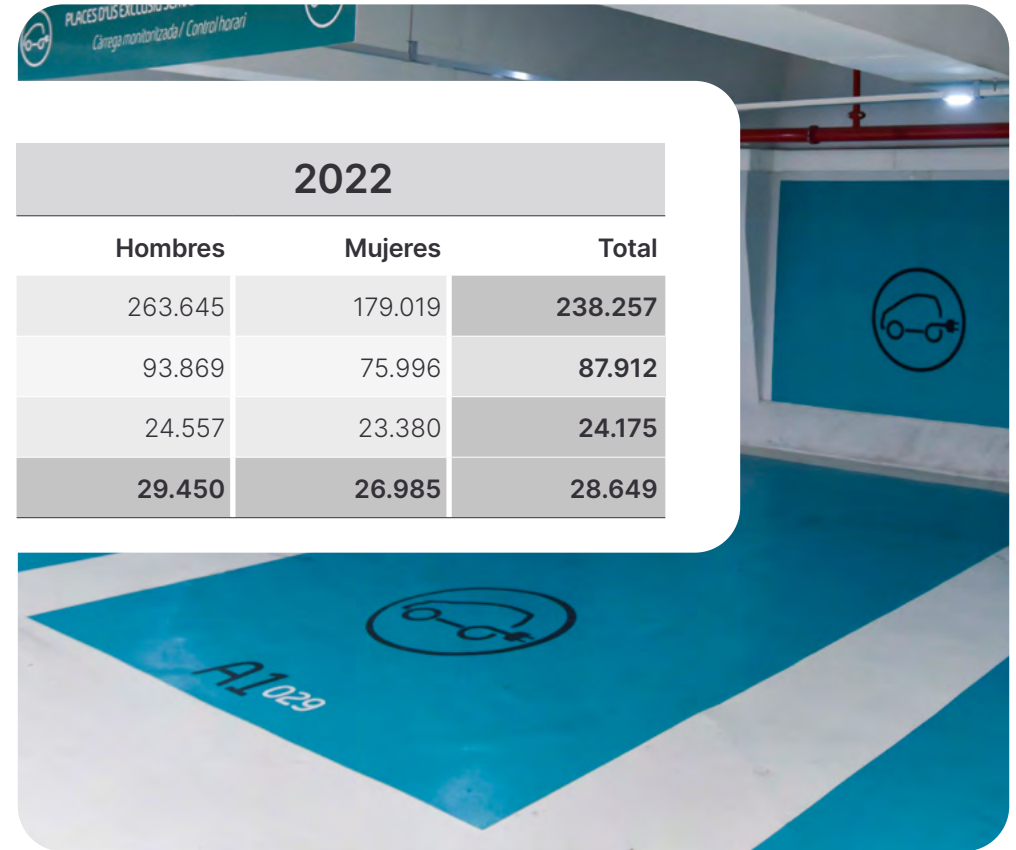 PLACES D'ÚS EXCLUSIU
Càrrega monitoritzada / Control horari
2022
Hombres Mujeres Total
263.645 179.019 238.257
93.869 75.996 87.912
24.557 23.380 24.175
29.450 26.985 28.649
A1 029